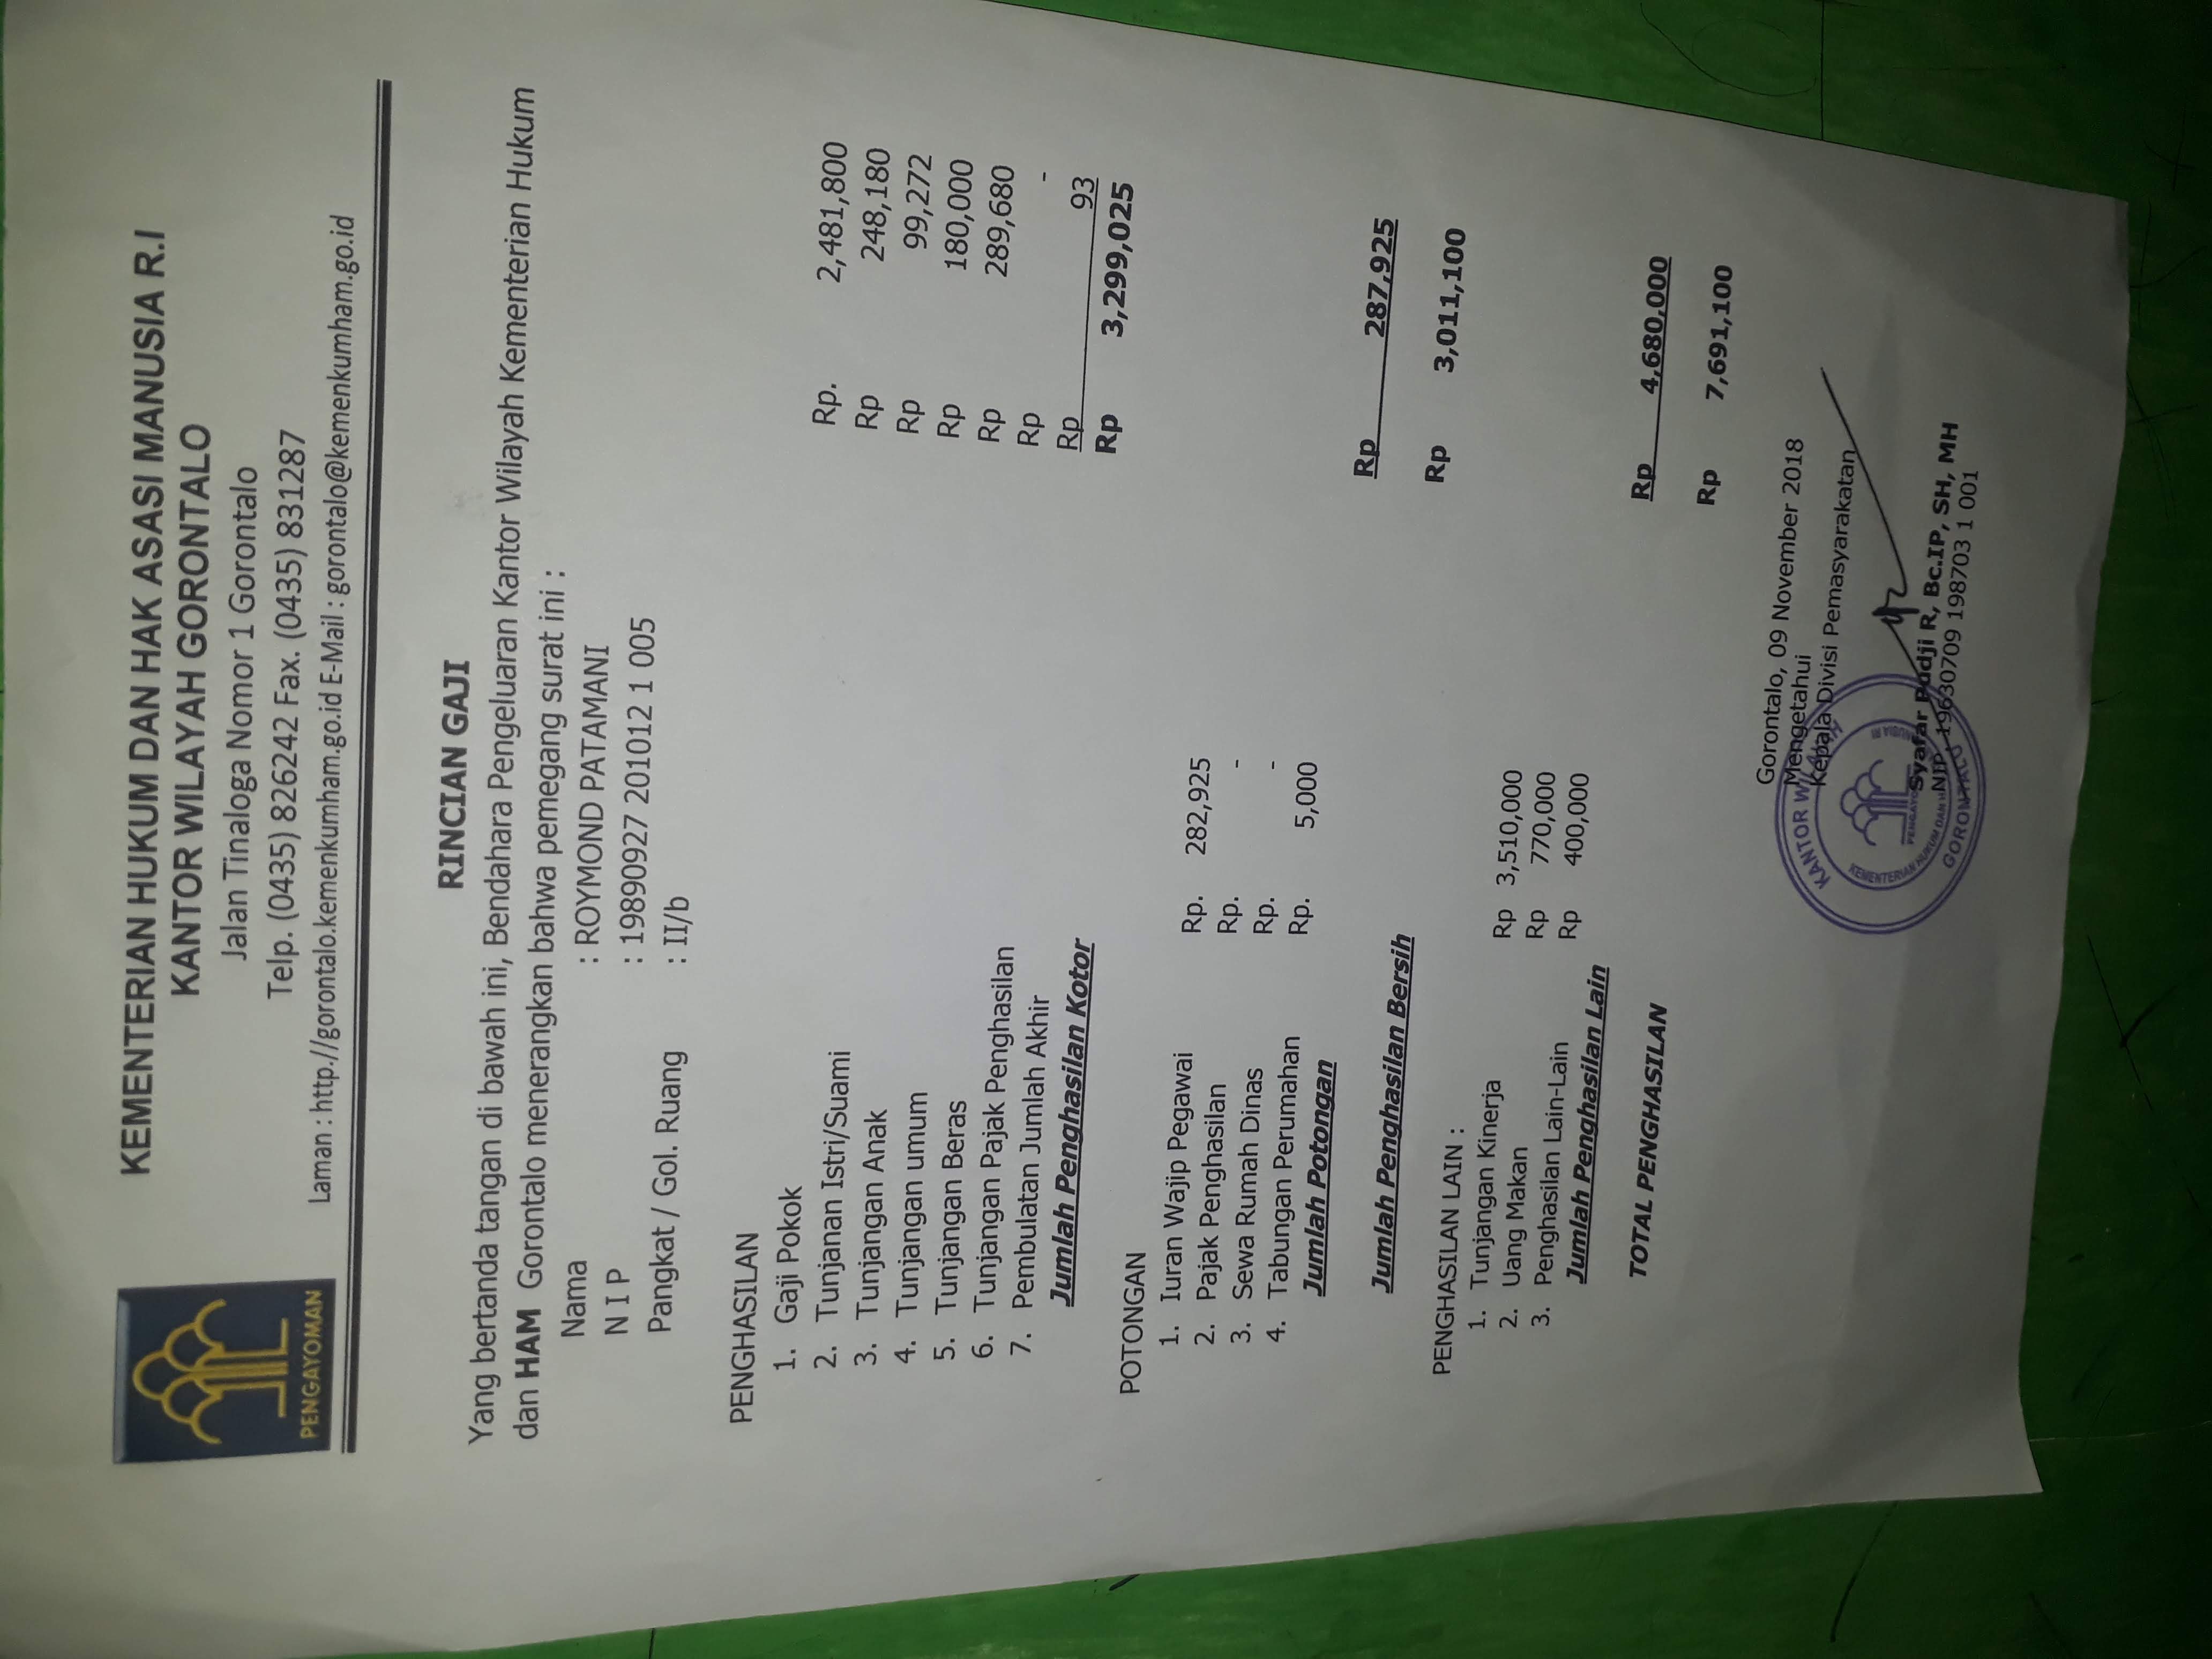 PENGAYOMAN
KEMENTERIAN HUKUM DAN HAK ASASI MANUSIA R.I
KANTOR WILAYAH GORONTALO
Jalan Tinaloga Nomor 1 Gorontalo
Telp. (0435) 826242 Fax. (0435) 831287
Laman : http.//gorontalo.kemenkumham.go.id E-Mail : gorontalo@kemenkumham.go.id
RINCIAN GAJI
Yang bertanda tangan di bawah ini, Bendahara Pengeluaran Kantor Wilayah Kementerian Hukum
dan HAM Gorontalo menerangkan bahwa pemegang surat ini :
Nama : ROYMOND PATAMANI
N I P : 19890927 201012 1 005
Pangkat / Gol. Ruang : II/b
PENGHASILAN
1. Gaji Pokok Rp. 2,481,800
2. Tunjanan Istri/Suami Rp 248,180
3. Tunjangan Anak Rp 99,272
4. Tunjangan umum Rp 180,000
5. Tunjangan Beras Rp 289,680
6. Tunjangan Pajak Penghasilan Rp -
7. Pembulatan Jumlah Akhir Rp 93
Jumlah Penghasilan Kotor Rp 3,299,025
POTONGAN
1. Iuran Wajip Pegawai Rp. 282,925
2. Pajak Penghasilan Rp. -
3. Sewa Rumah Dinas Rp. -
4. Tabungan Perumahan Rp. 5,000
Jumlah Potongan Rp 287,925
Jumlah Penghasilan Bersih Rp 3,011,100
PENGHASILAN LAIN :
1. Tunjangan Kinerja Rp 3,510,000
2. Uang Makan Rp 770,000
3. Penghasilan Lain-Lain Rp 400,000
Jumlah Penghasilan Lain Rp 4,680,000
TOTAL PENGHASILAN Rp 7,691,100
Gorontalo, 09 November 2018
Mengetahui
Kepala Divisi Pemasyarakatan
KANTOR WILAYAH
KEMENTERIAN HUKUM DAN
GORONTALO
Syafar Pudji R, Bc.IP, SH, MH
NIP. 19630709 198703 1 001